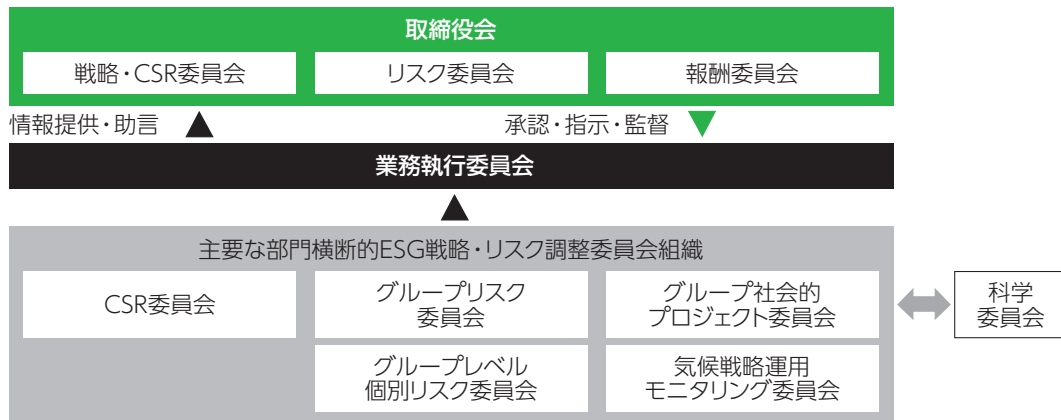 取締役会
戦略・CSR委員会
リスク委員会
報酬委員会
情報提供・助言
承認・指示・監督
業務執行委員会
主要な部門横断的ESG戦略・リスク調整委員会組織
CSR委員会
グループリスク
委員会
グループ社会的
プロジェクト委員会
科学
委員会
グループレベル
個別リスク委員会
気候戦略運用
モニタリング委員会